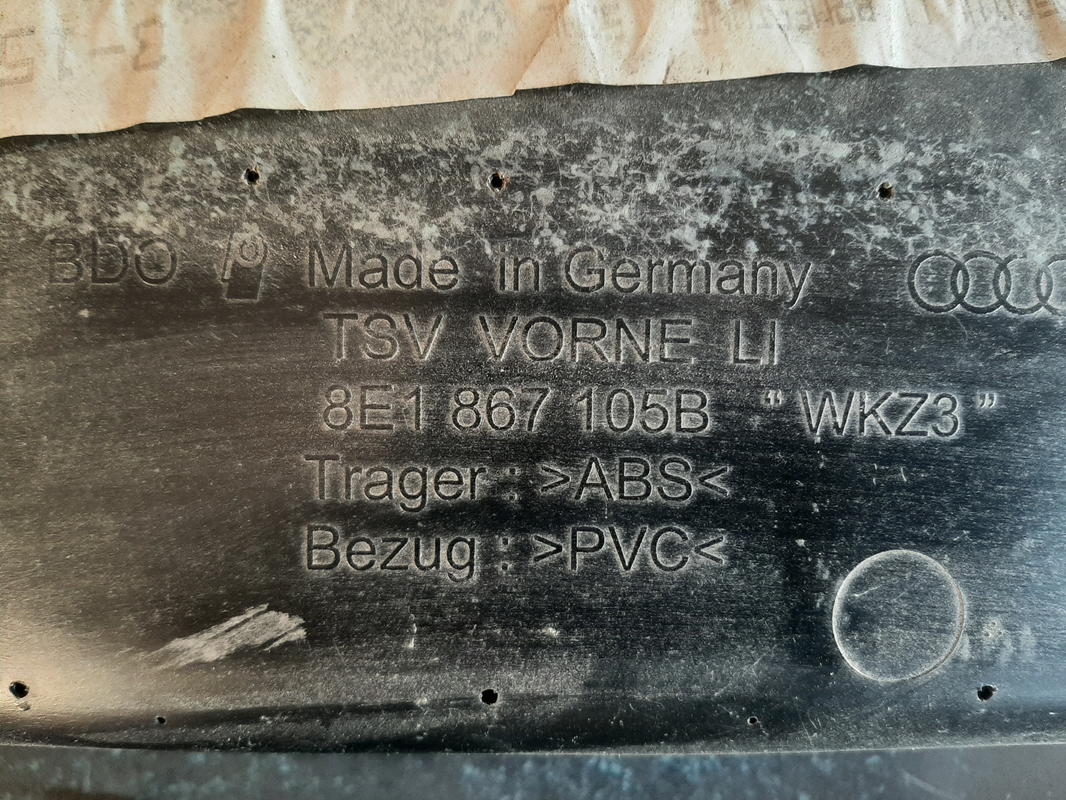 BDO Made in Germany
TSV VORNE LI
8E1 867 105B “ WKZ3 ”
Trager : >ABS<
Bezug : >PVC<